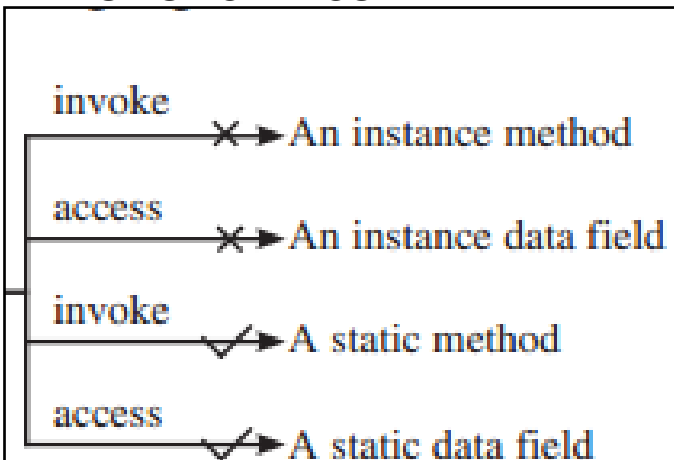 invoke
An instance method
access
An instance data field
invoke
A static method
access
A static data field